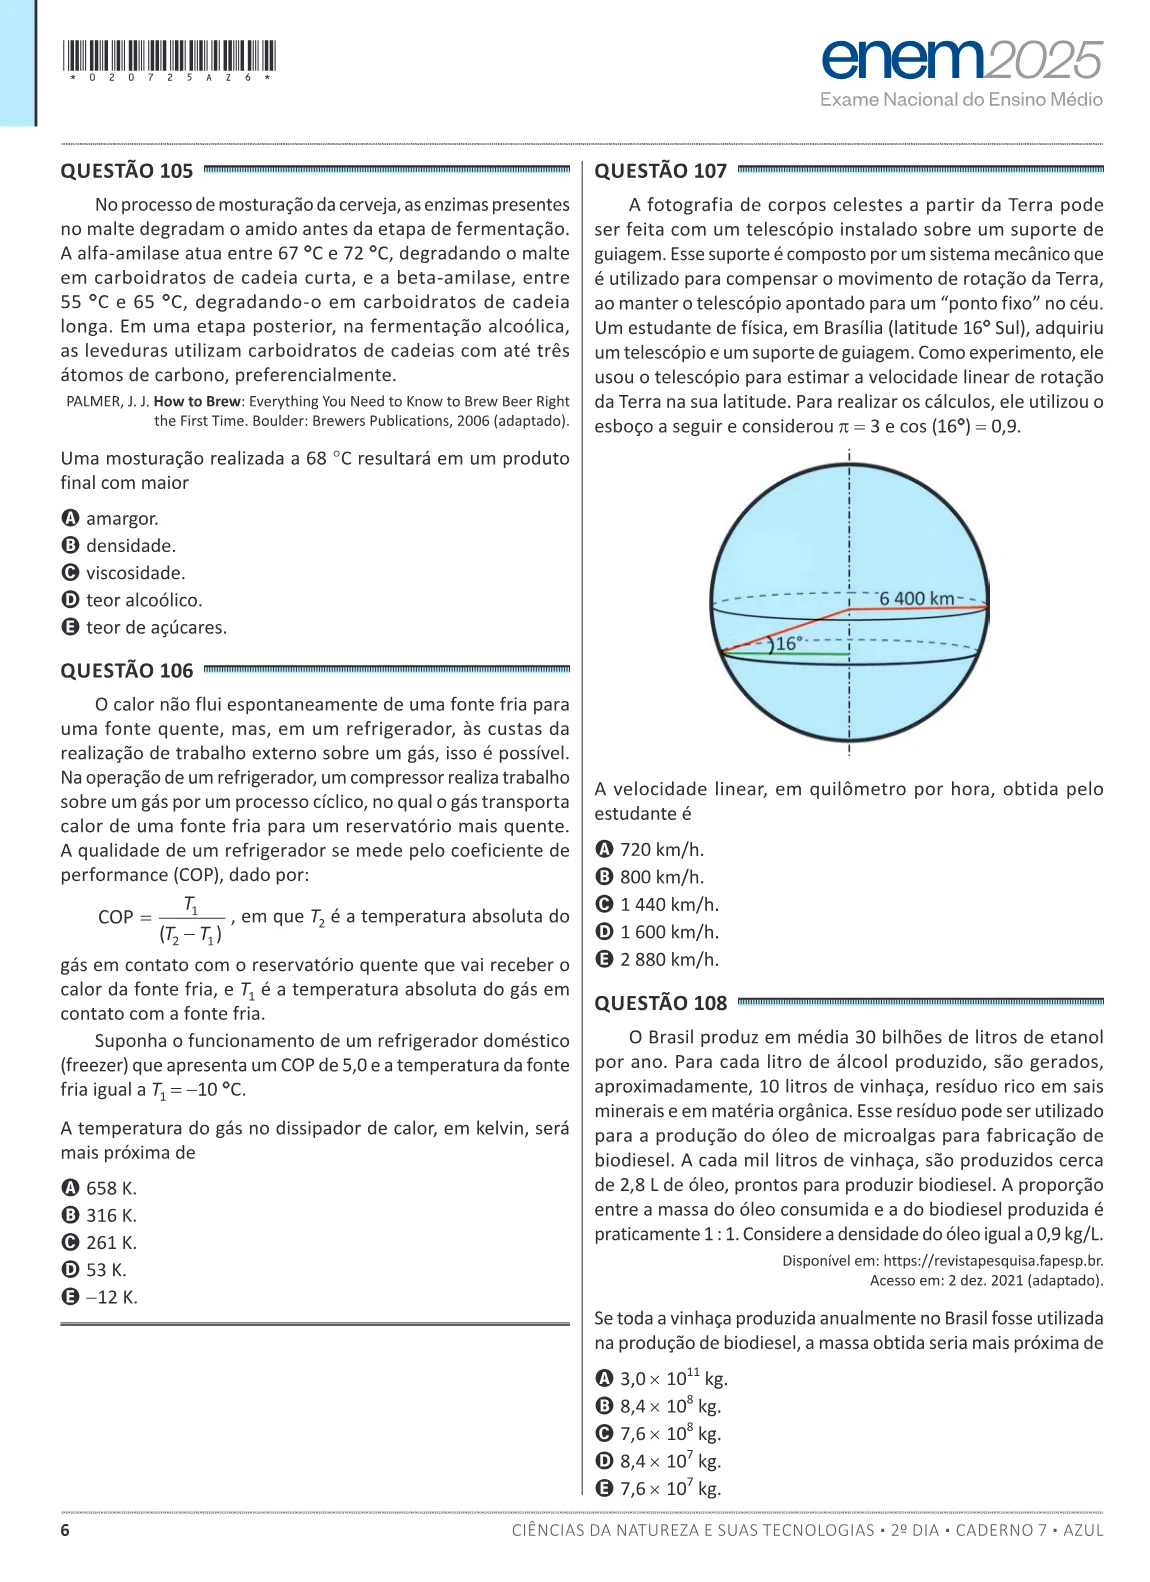 *020725AZ6*
enem2025
Exame Nacional do Ensino Médio
QUESTÃO 105
No processo de mosturação da cerveja, as enzimas presentes
no malte degradam o amido antes da etapa de fermentação.
A alfa-amilase atua entre 67 °C e 72 °C, degradando o malte
em carboidratos de cadeia curta, e a beta-amilase, entre
55 °C e 65 °C, degradando-o em carboidratos de cadeia
longa. Em uma etapa posterior, na fermentação alcoólica,
as leveduras utilizam carboidratos de cadeias com até três
átomos de carbono, preferencialmente.
PALMER, J. J. How to Brew: Everything You Need to Know to Brew Beer Right
the First Time. Boulder: Brewers Publications, 2006 (adaptado).
Uma mosturação realizada a 68 °C resultará em um produto
final com maior
A amargor.
B densidade.
C viscosidade.
D teor alcoólico.
E teor de açúcares.
QUESTÃO 106
O calor não flui espontaneamente de uma fonte fria para
uma fonte quente, mas, em um refrigerador, às custas da
realização de trabalho externo sobre um gás, isso é possível.
Na operação de um refrigerador, um compressor realiza trabalho
sobre um gás por um processo cíclico, no qual o gás transporta
calor de uma fonte fria para um reservatório mais quente.
A qualidade de um refrigerador se mede pelo coeficiente de
performance (COP), dado por:
COP = T₁ / (T₂ − T₁), em que T₂ é a temperatura absoluta do
gás em contato com o reservatório quente que vai receber o
calor da fonte fria, e T₁ é a temperatura absoluta do gás em
contato com a fonte fria.
Suponha o funcionamento de um refrigerador doméstico
(freezer) que apresenta um COP de 5,0 e a temperatura da fonte
fria igual a T₁ = −10 °C.
A temperatura do gás no dissipador de calor, em kelvin, será
mais próxima de
A 658 K.
B 316 K.
C 261 K.
D 53 K.
E −12 K.
QUESTÃO 107
A fotografia de corpos celestes a partir da Terra pode
ser feita com um telescópio instalado sobre um suporte de
guiagem. Esse suporte é composto por um sistema mecânico que
é utilizado para compensar o movimento de rotação da Terra,
ao manter o telescópio apontado para um “ponto fixo” no céu.
Um estudante de física, em Brasília (latitude 16° Sul), adquiriu
um telescópio e um suporte de guiagem. Como experimento, ele
usou o telescópio para estimar a velocidade linear de rotação
da Terra na sua latitude. Para realizar os cálculos, ele utilizou o
esboço a seguir e considerou π = 3 e cos (16°) = 0,9.
6 400 km
16°
A velocidade linear, em quilômetro por hora, obtida pelo
estudante é
A 720 km/h.
B 800 km/h.
C 1 440 km/h.
D 1 600 km/h.
E 2 880 km/h.
QUESTÃO 108
O Brasil produz em média 30 bilhões de litros de etanol
por ano. Para cada litro de álcool produzido, são gerados,
aproximadamente, 10 litros de vinhaça, resíduo rico em sais
minerais e em matéria orgânica. Esse resíduo pode ser utilizado
para a produção do óleo de microalgas para fabricação de
biodiesel. A cada mil litros de vinhaça, são produzidos cerca
de 2,8 L de óleo, prontos para produzir biodiesel. A proporção
entre a massa do óleo consumida e a do biodiesel produzida é
praticamente 1 : 1. Considere a densidade do óleo igual a 0,9 kg/L.
Disponível em: https://revistapesquisa.fapesp.br.
Acesso em: 2 dez. 2021 (adaptado).
Se toda a vinhaça produzida anualmente no Brasil fosse utilizada
na produção de biodiesel, a massa obtida seria mais próxima de
A 3,0 × 10¹¹ kg.
B 8,4 × 10⁸ kg.
C 7,6 × 10⁸ kg.
D 8,4 × 10⁷ kg.
E 7,6 × 10⁷ kg.
6
CIÊNCIAS DA NATUREZA E SUAS TECNOLOGIAS • 2º DIA • CADERNO 7 • AZUL